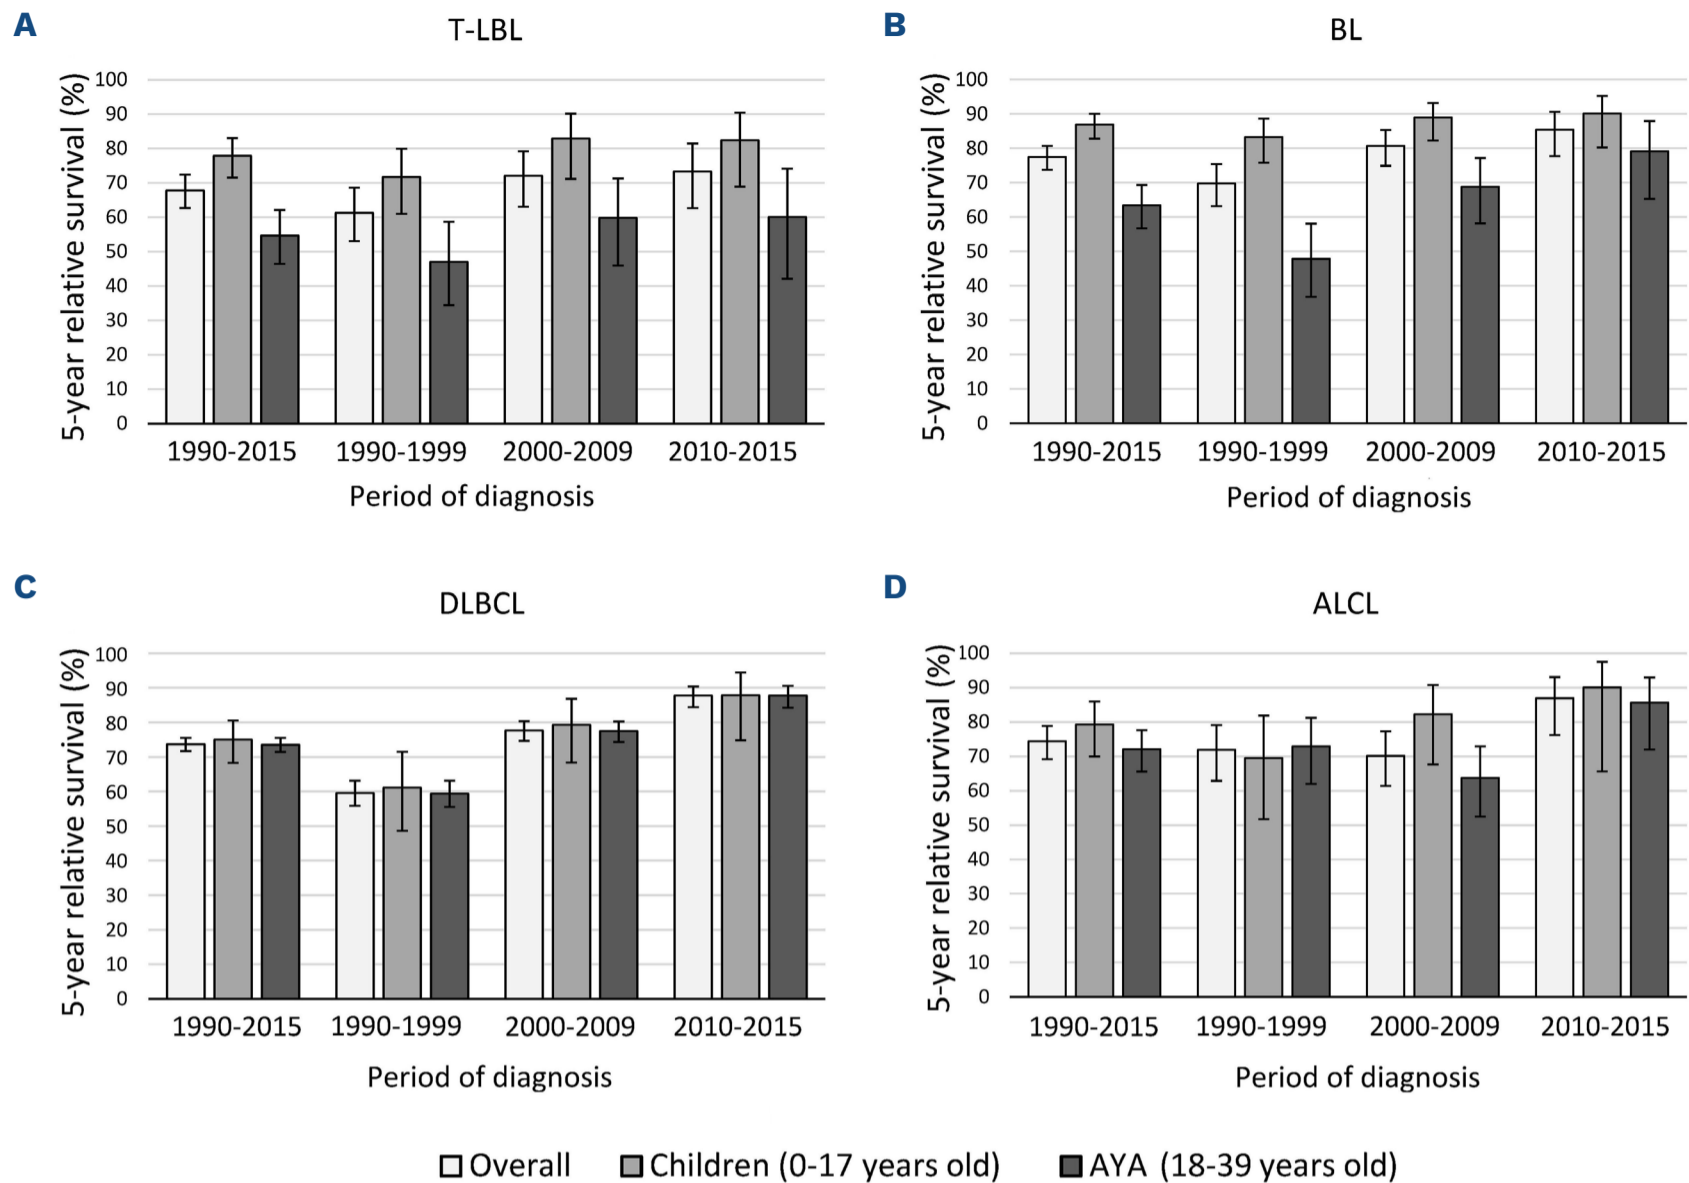 A
T-LBL
5-year relative survival (%)
100
90
80
70
60
50
40
30
20
10
0
1990-2015 1990-1999 2000-2009 2010-2015
Period of diagnosis
B
BL
5-year relative survival (%)
100
90
80
70
60
50
40
30
20
10
0
1990-2015 1990-1999 2000-2009 2010-2015
Period of diagnosis
C
DLBCL
5-year relative survival (%)
100
90
80
70
60
50
40
30
20
10
0
1990-2015 1990-1999 2000-2009 2010-2015
Period of diagnosis
D
ALCL
5-year relative survival (%)
100
90
80
70
60
50
40
30
20
10
0
1990-2015 1990-1999 2000-2009 2010-2015
Period of diagnosis
Overall Children (0-17 years old) AYA (18-39 years old)